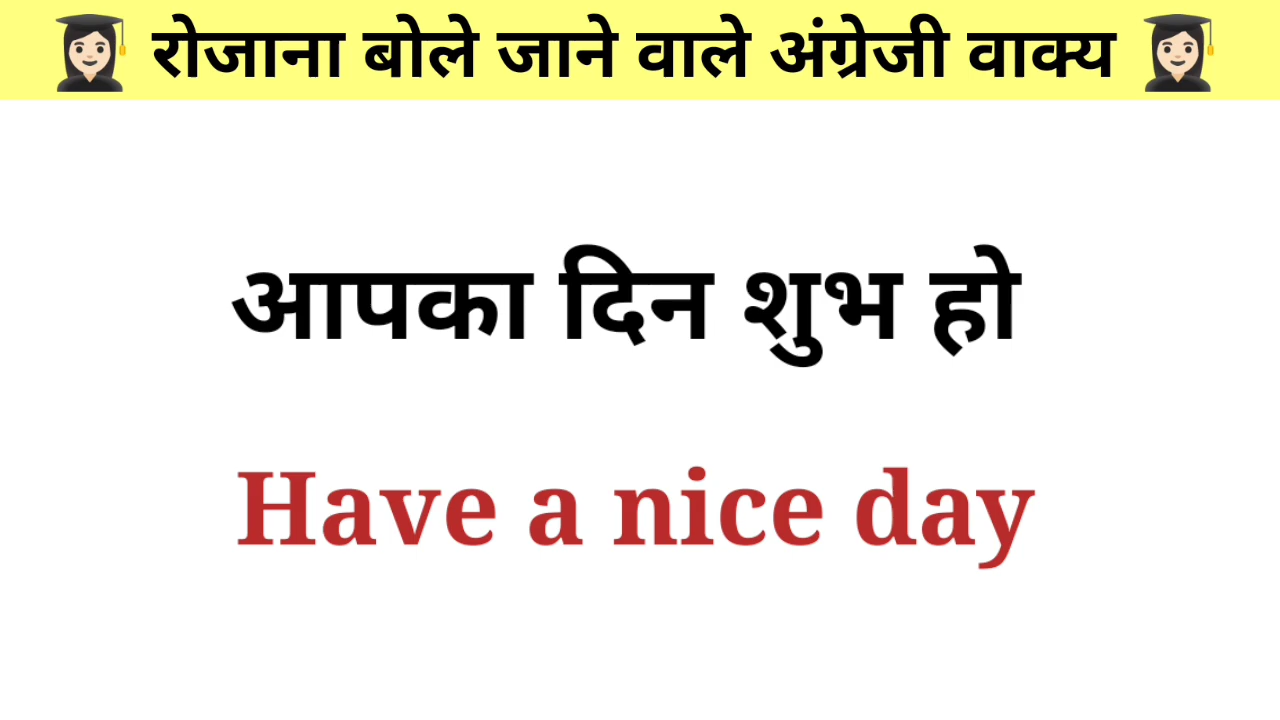 रोजाना बोले जाने वाले अंग्रेजी वाक्य
आपका दिन शुभ हो
Have a nice day